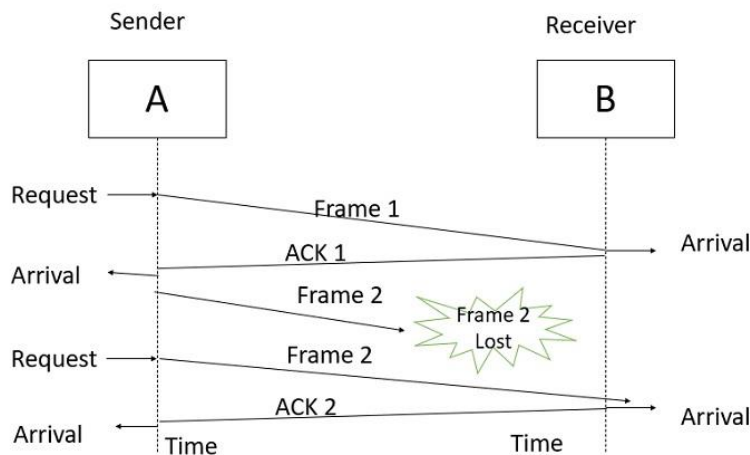 Sender
Receiver
A
B
Request
Frame 1
Arrival
ACK 1
Arrival
Frame 2
Frame 2
Lost
Request
Frame 2
ACK 2
Arrival
Arrival
Time
Time